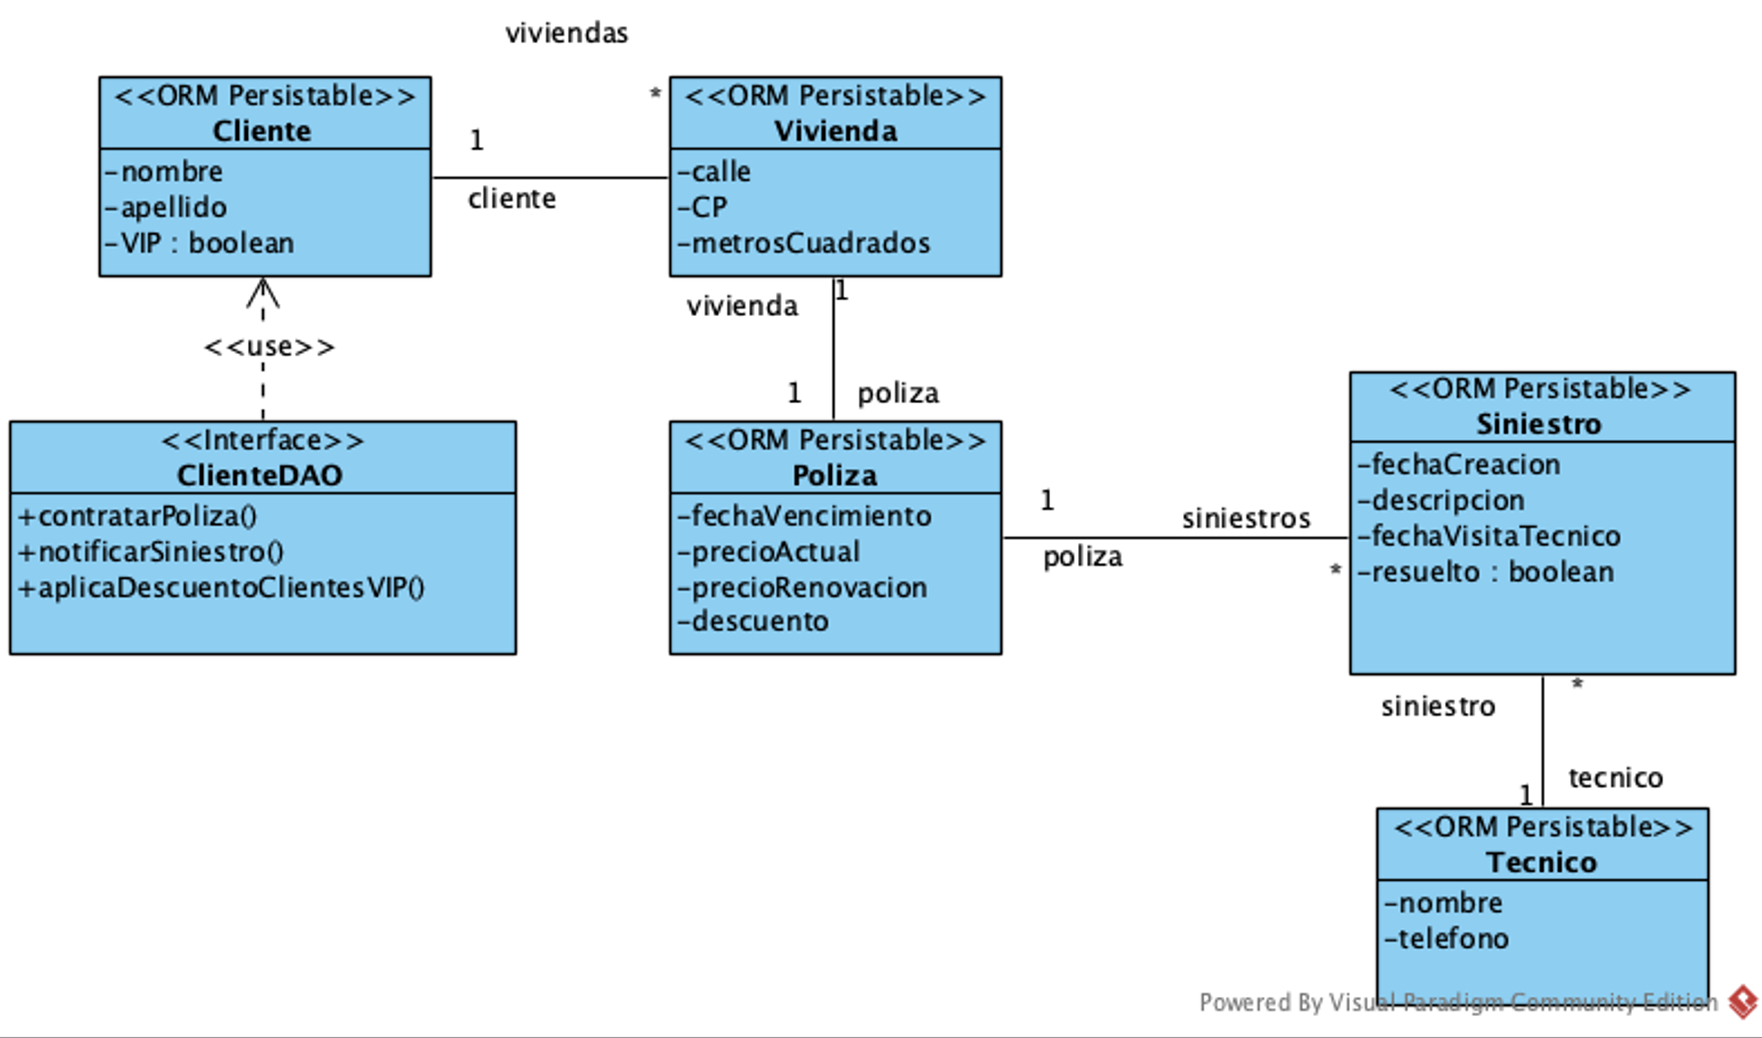 viviendas
<<ORM Persistable>>
Cliente
-nombre
-apellido
-VIP : boolean
1
cliente
*
<<ORM Persistable>>
Vivienda
-calle
-CP
-metrosCuadrados
vivienda
1
1
poliza
<<use>>
<<Interface>>
ClienteDAO
+contratarPoliza()
+notificarSiniestro()
+aplicaDescuentoClientesVIP()
<<ORM Persistable>>
Poliza
-fechaVencimiento
-precioActual
-precioRenovacion
-descuento
1
poliza
siniestros
*
<<ORM Persistable>>
Siniestro
-fechaCreacion
-descripcion
-fechaVisitaTecnico
-resuelto : boolean
*
siniestro
tecnico
1
<<ORM Persistable>>
Tecnico
-nombre
-telefono
Powered By Visual Paradigm Community Edition